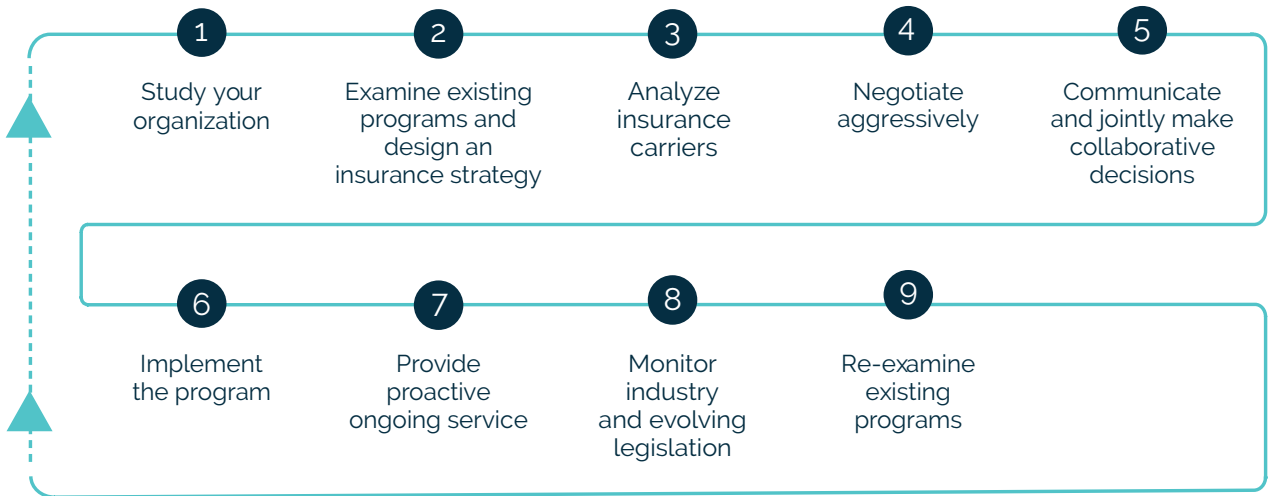 1
Study your
organization
2
Examine existing
programs and
design an
insurance strategy
3
Analyze
insurance
carriers
4
Negotiate
aggressively
5
Communicate
and jointly make
collaborative
decisions
6
Implement
the program
7
Provide
proactive
ongoing service
8
Monitor
industry
and evolving
legislation
9
Re-examine
existing
programs